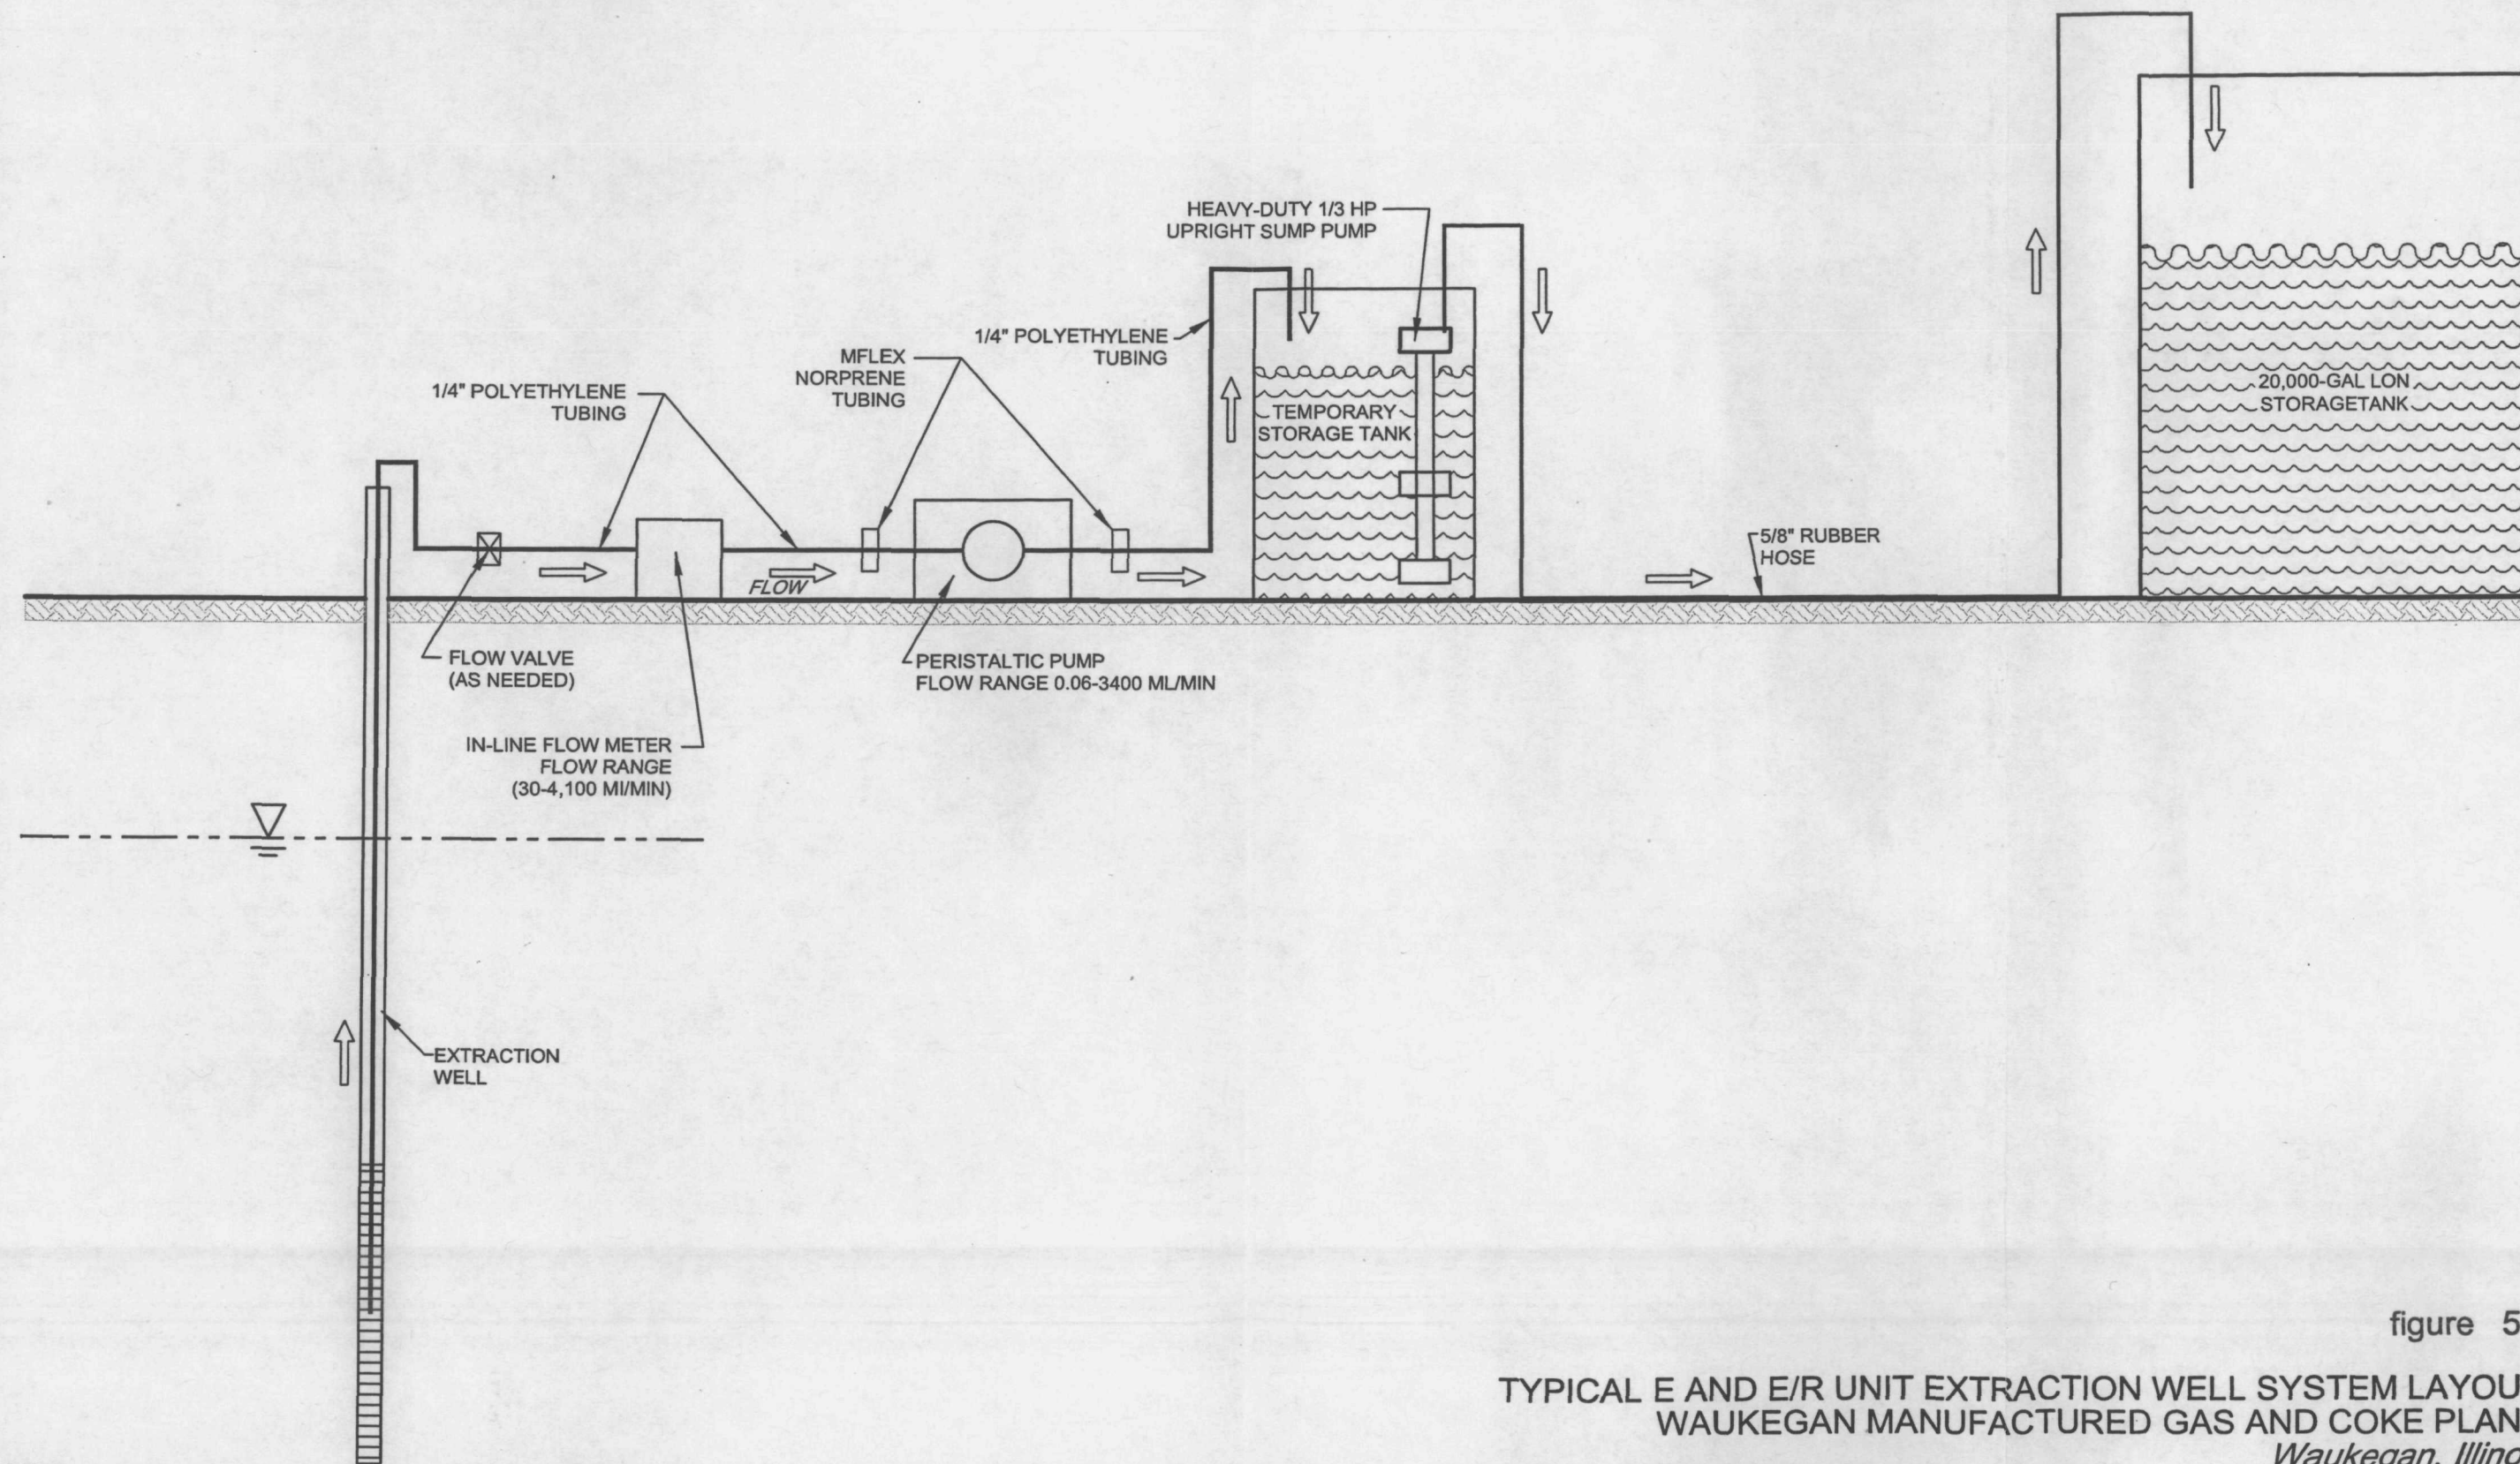 HEAVY-DUTY 1/3 HP
UPRIGHT SUMP PUMP
1/4" POLYETHYLENE
TUBING
MFLEX
NORPRENE
TUBING
1/4" POLYETHYLENE
TUBING
TEMPORARY
STORAGE TANK
20,000-GAL LON
STORAGETANK
5/8" RUBBER
HOSE
FLOW
FLOW VALVE
(AS NEEDED)
PERISTALTIC PUMP
FLOW RANGE 0.06-3400 ML/MIN
IN-LINE FLOW METER
FLOW RANGE
(30-4,100 MI/MIN)
EXTRACTION
WELL
figure 5
TYPICAL E AND E/R UNIT EXTRACTION WELL SYSTEM LAYOU
WAUKEGAN MANUFACTURED GAS AND COKE PLAN
Waukegan, Illino